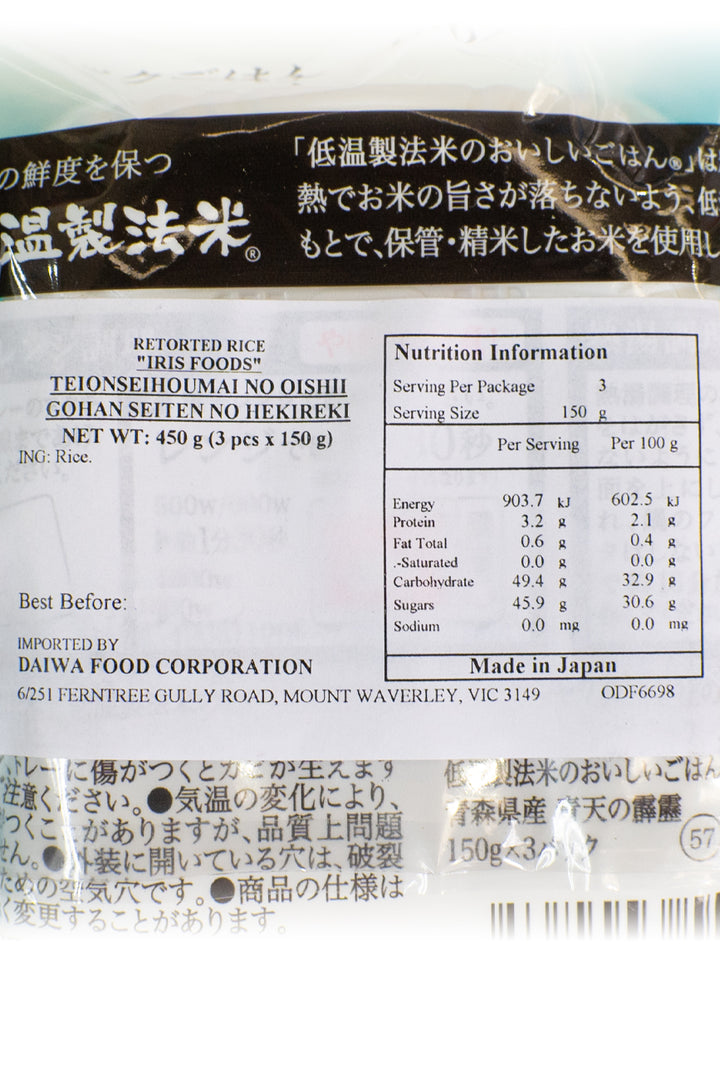 の鮮度を保つ
温製法米®
「低温製法米のおいしいごはん®」は
熱でお米の旨さが落ちないよう、低
もとで、保管・精米したお米を使用し
RETORTED RICE
"IRIS FOODS"
TEIONSEIHOUMAI NO OISHII
GOHAN SEITEN NO HEKIREKI
NET WT: 450 g (3 pcs x 150 g)
ING: Rice.
Best Before:
IMPORTED BY
DAIWA FOOD CORPORATION
6/251 FERNTREE GULLY ROAD, MOUNT WAVERLEY, VIC 3149
ODF6698
Nutrition Information
Serving Per Package 3
Serving Size 150 g
Per Serving Per 100 g
Energy 903.7 kJ 602.5 kJ
Protein 3.2 g 2.1 g
Fat Total 0.6 g 0.4 g
.-Saturated 0.0 g 0.0 g
Carbohydrate 49.4 g 32.9 g
Sugars 45.9 g 30.6 g
Sodium 0.0 mg 0.0 mg
Made in Japan
トレーに傷がつくとカビが生えます
注意ください。●気温の変化により、
つくことがありますが、品質上問題
せん。●外装に開いている穴は、破裂
ための空気穴です。●商品の仕様は
く変更することがあります。
低温製法米のおいしいごはん
青森県産 青天の霹靂
150g×3パック
57